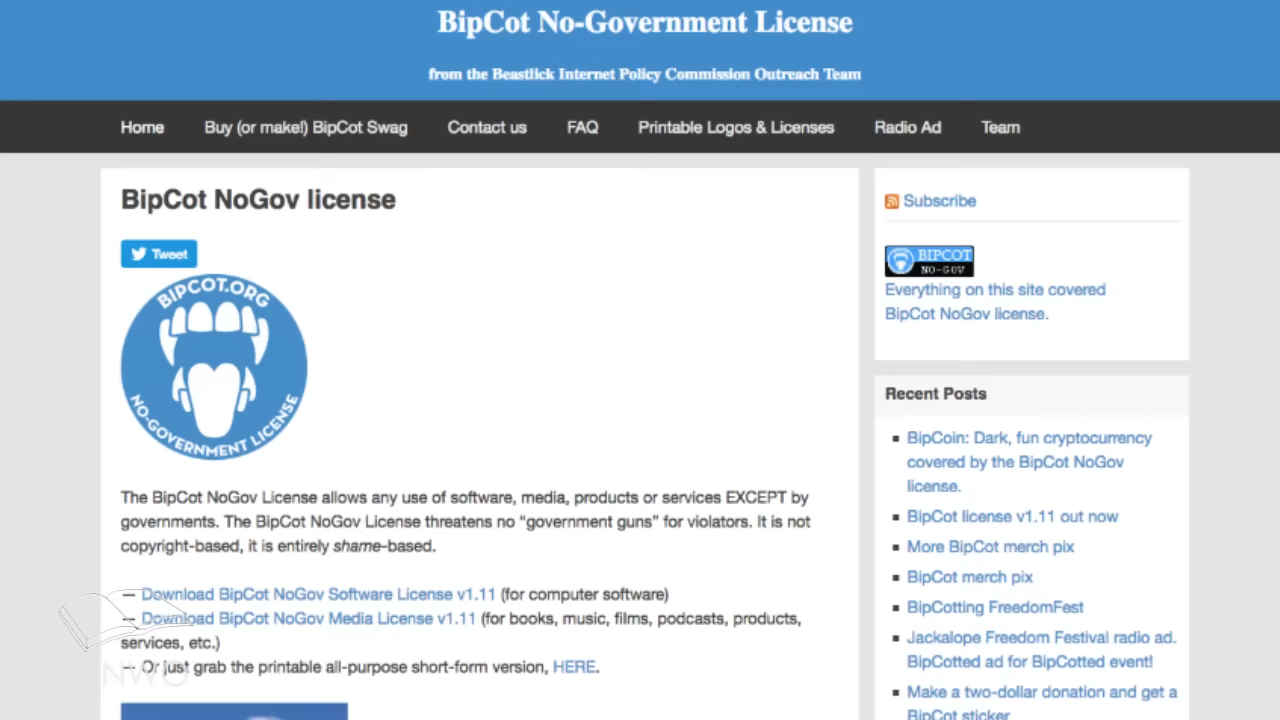 BipCot No-Government License
from the Beastlick Internet Policy Commission Outreach Team
Home Buy (or make!) BipCot Swag Contact us FAQ Printable Logos & Licenses Radio Ad Team
BipCot NoGov license
Tweet
BIPCOT.ORG
NO-GOVERNMENT LICENSE
The BipCot NoGov License allows any use of software, media, products or services EXCEPT by
governments. The BipCot NoGov License threatens no “government guns” for violators. It is not
copyright-based, it is entirely shame-based.
— Download BipCot NoGov Software License v1.11 (for computer software)
— Download BipCot NoGov Media License v1.11 (for books, music, films, podcasts, products,
services, etc.)
— Or just grab the printable all-purpose short-form version, HERE.
NWO
Subscribe
BIPCOT
NO-GOV
Everything on this site covered
BipCot NoGov license.
Recent Posts
BipCoin: Dark, fun cryptocurrency
covered by the BipCot NoGov
license.
BipCot license v1.11 out now
More BipCot merch pix
BipCot merch pix
BipCotting FreedomFest
Jackalope Freedom Festival radio ad.
BipCotted ad for BipCotted event!
Make a two-dollar donation and get a
BipCot sticker